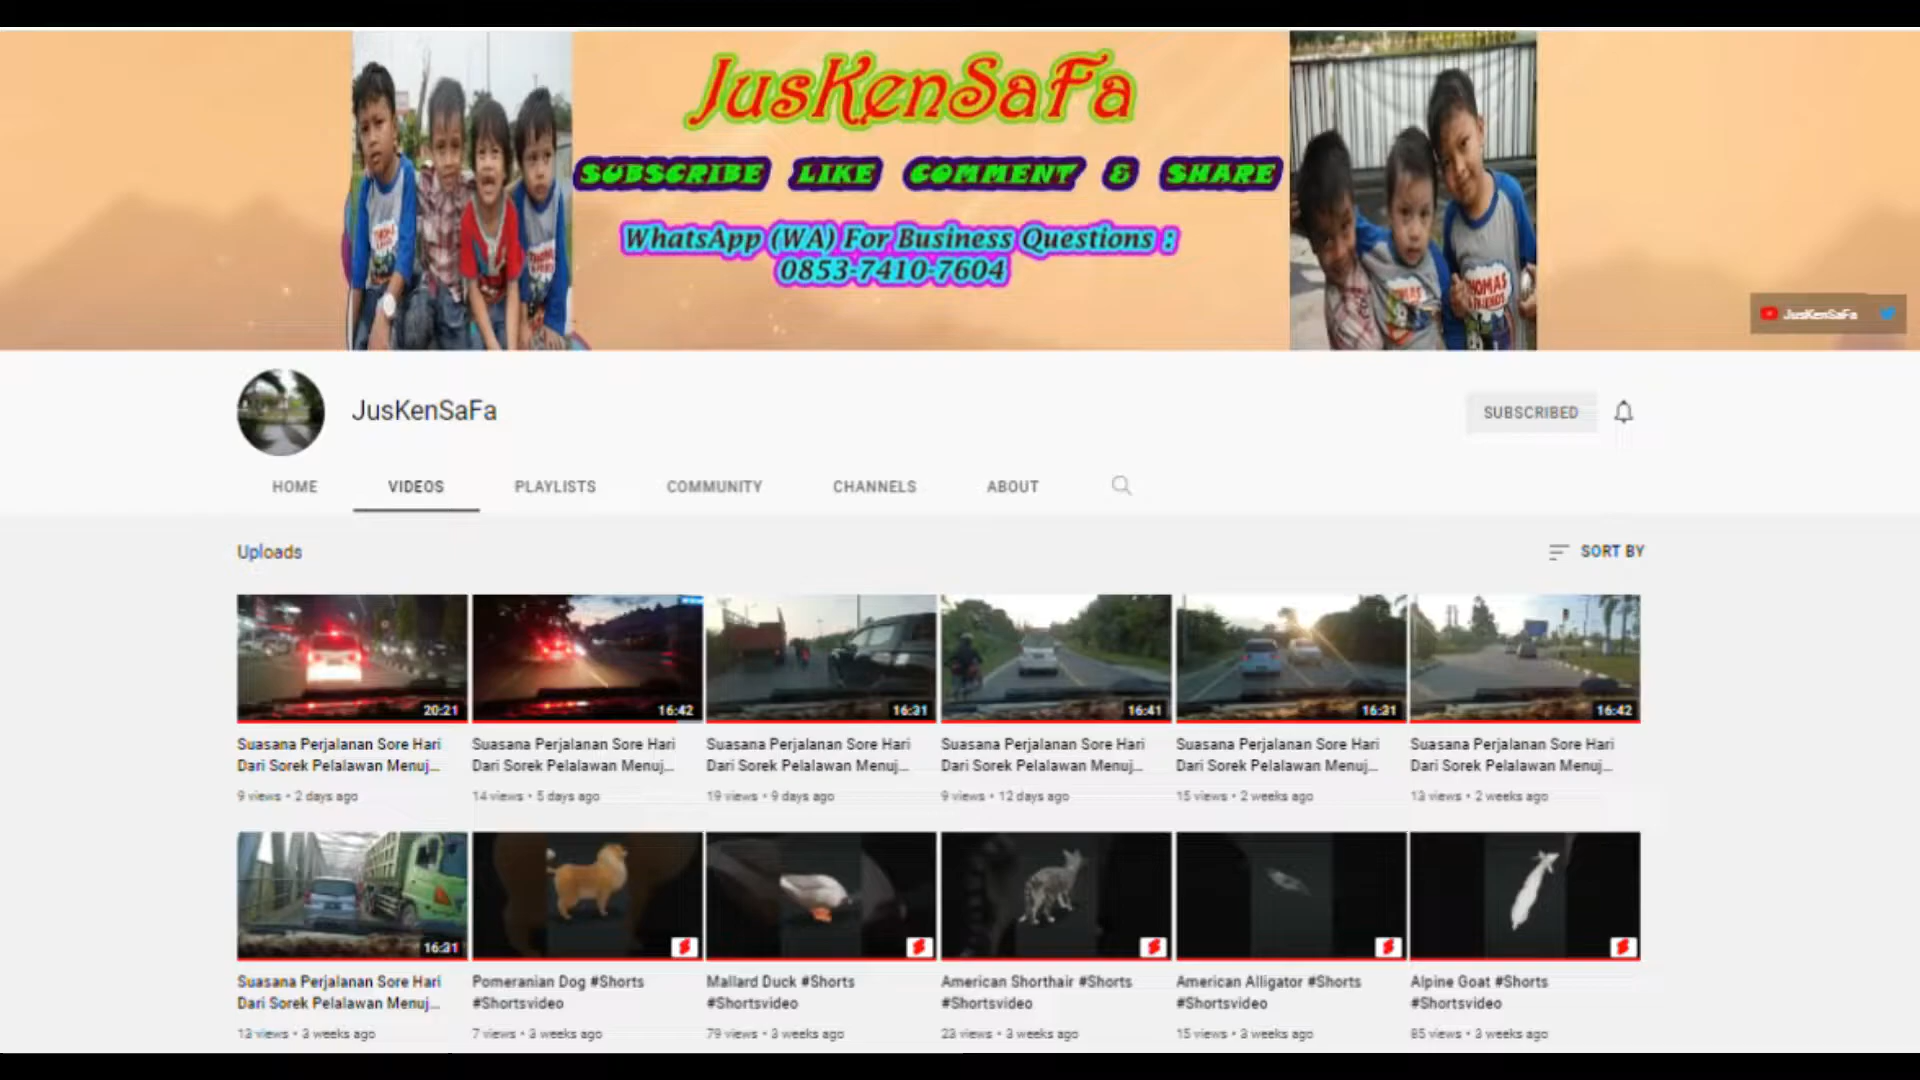 JusKenSaFa
SUBSCRIBE LIKE COMMENT & SHARE
WhatsApp (WA) For Business Questions :
0853-7410-7604
JusKenSaFa
JusKenSaFa
SUBSCRIBED
HOME VIDEOS PLAYLISTS COMMUNITY CHANNELS ABOUT
Uploads
SORT BY
20:21 16:42 16:31 16:41 16:31 16:42
Suasana Perjalanan Sore Hari
Dari Sorek Pelalawan Menuj...
9 views • 2 days ago
Suasana Perjalanan Sore Hari
Dari Sorek Pelalawan Menuj...
14 views • 5 days ago
Suasana Perjalanan Sore Hari
Dari Sorek Pelalawan Menuj...
19 views • 9 days ago
Suasana Perjalanan Sore Hari
Dari Sorek Pelalawan Menuj...
9 views • 12 days ago
Suasana Perjalanan Sore Hari
Dari Sorek Pelalawan Menuj...
15 views • 2 weeks ago
Suasana Perjalanan Sore Hari
Dari Sorek Pelalawan Menuj...
13 views • 2 weeks ago
16:31
Suasana Perjalanan Sore Hari
Dari Sorek Pelalawan Menuj...
13 views • 3 weeks ago
Pomeranian Dog #Shorts
#Shortsvideo
7 views • 3 weeks ago
Mallard Duck #Shorts
#Shortsvideo
79 views • 3 weeks ago
American Shorthair #Shorts
#Shortsvideo
23 views • 3 weeks ago
American Alligator #Shorts
#Shortsvideo
15 views • 3 weeks ago
Alpine Goat #Shorts
#Shortsvideo
85 views • 3 weeks ago